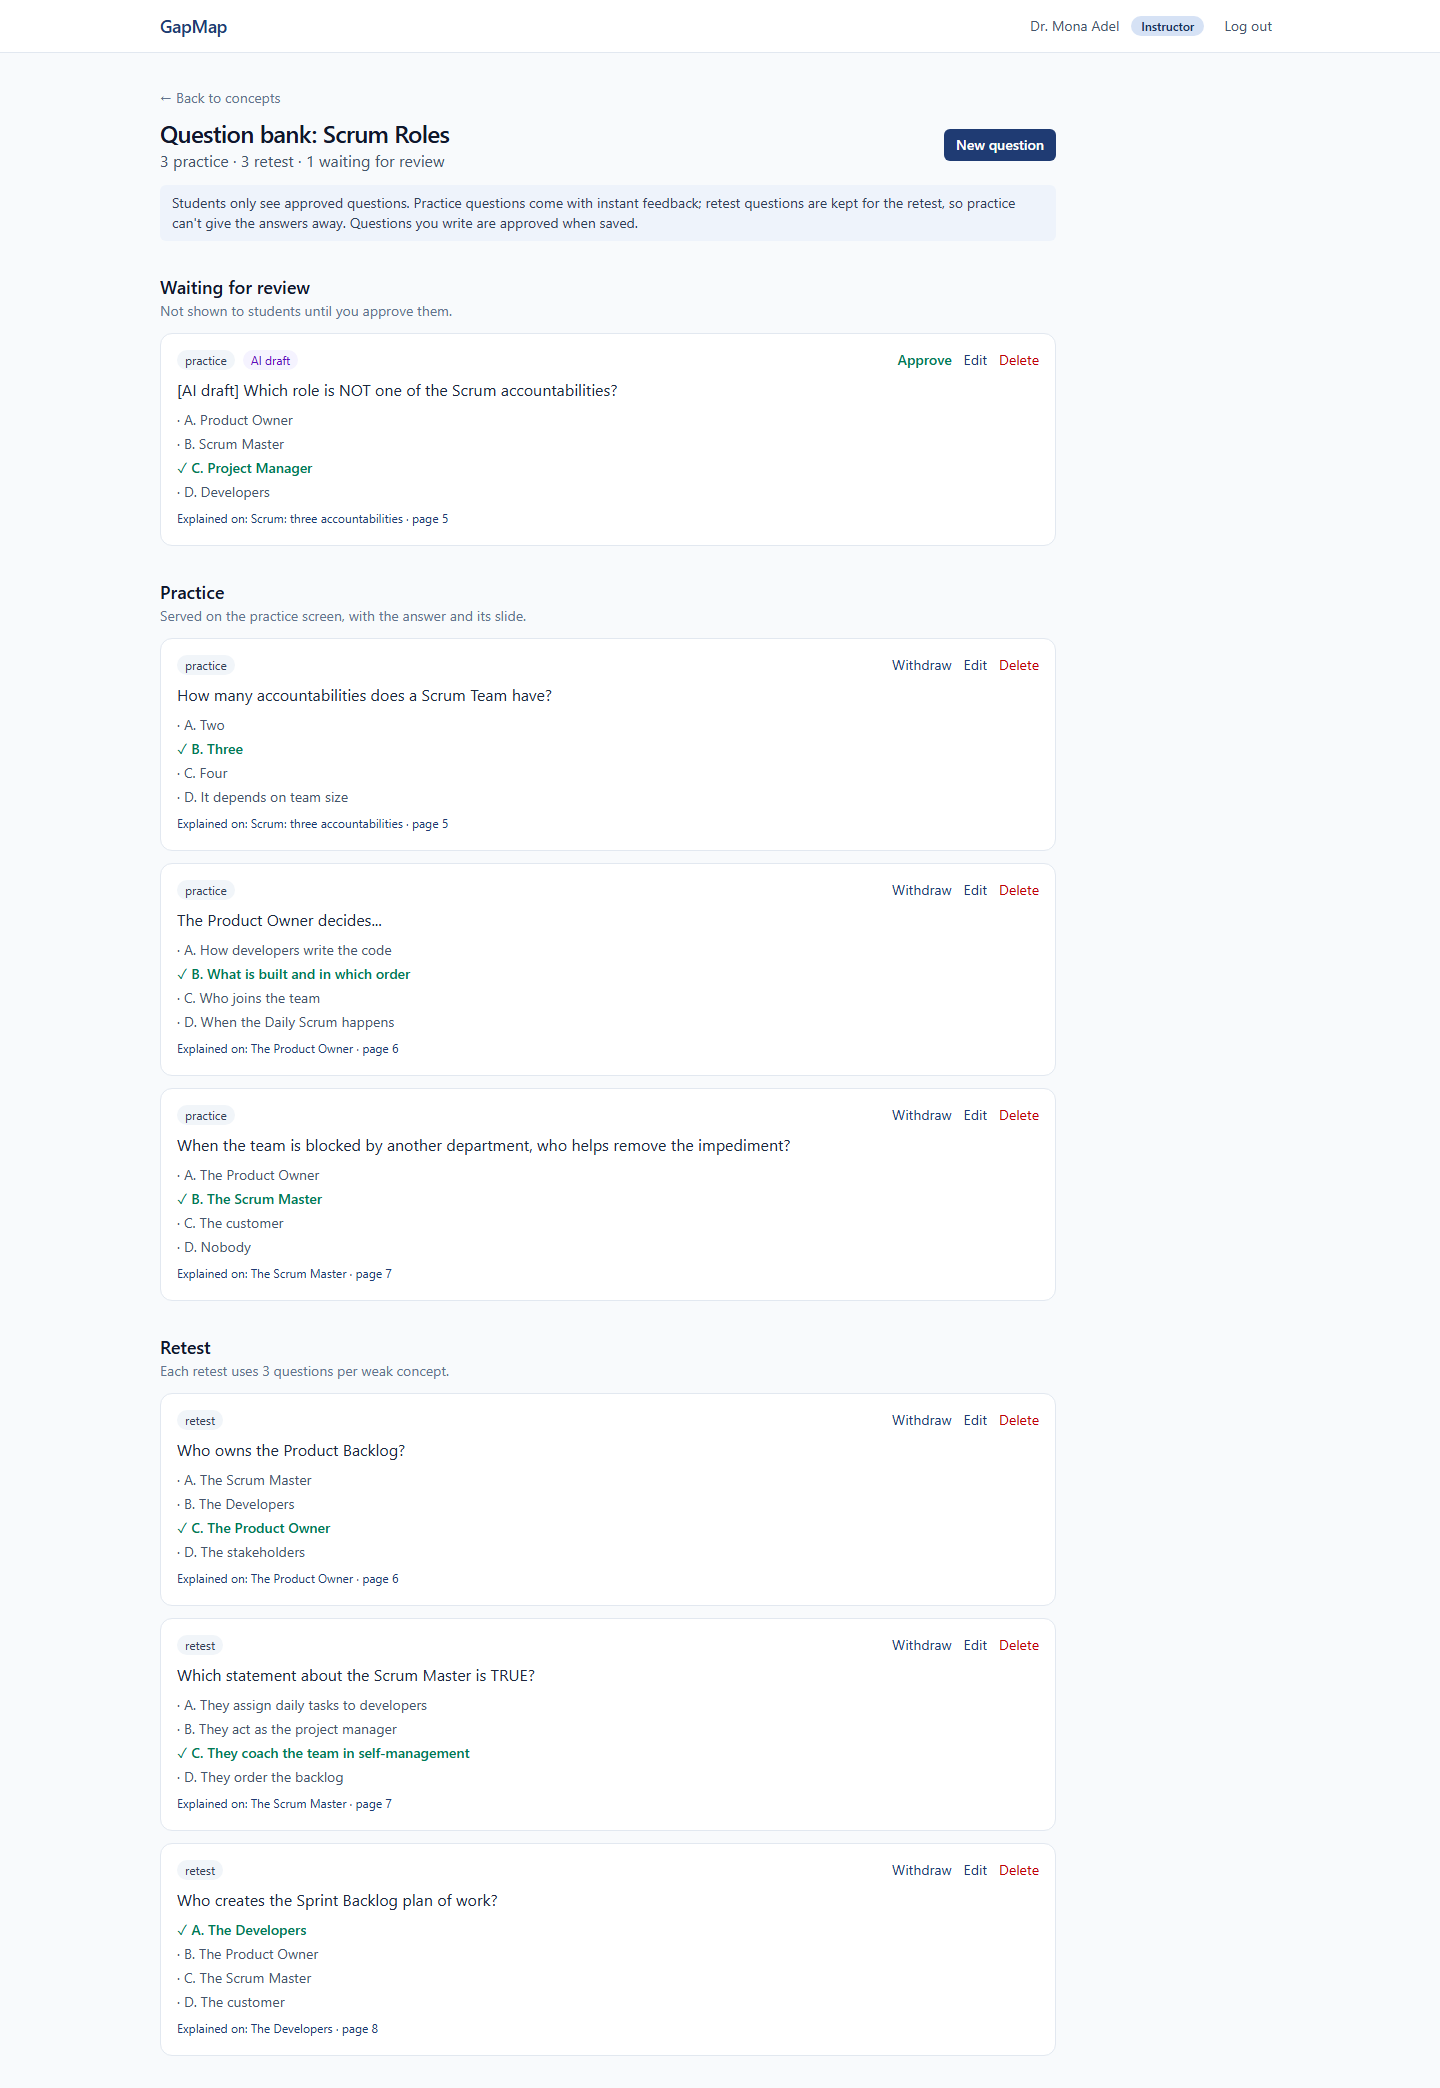 GapMap
Dr. Mona Adel Instructor Log out
← Back to concepts
Question bank: Scrum Roles
3 practice · 3 retest · 1 waiting for review
New question
Students only see approved questions. Practice questions come with instant feedback; retest questions are kept for the retest, so practice
can't give the answers away. Questions you write are approved when saved.
Waiting for review
Not shown to students until you approve them.
practice AI draft Approve Edit Delete
[AI draft] Which role is NOT one of the Scrum accountabilities?
· A. Product Owner
· B. Scrum Master
✓ C. Project Manager
· D. Developers
Explained on: Scrum: three accountabilities · page 5
Practice
Served on the practice screen, with the answer and its slide.
practice Withdraw Edit Delete
How many accountabilities does a Scrum Team have?
· A. Two
✓ B. Three
· C. Four
· D. It depends on team size
Explained on: Scrum: three accountabilities · page 5
practice Withdraw Edit Delete
The Product Owner decides...
· A. How developers write the code
✓ B. What is built and in which order
· C. Who joins the team
· D. When the Daily Scrum happens
Explained on: The Product Owner · page 6
practice Withdraw Edit Delete
When the team is blocked by another department, who helps remove the impediment?
· A. The Product Owner
✓ B. The Scrum Master
· C. The customer
· D. Nobody
Explained on: The Scrum Master · page 7
Retest
Each retest uses 3 questions per weak concept.
retest Withdraw Edit Delete
Who owns the Product Backlog?
· A. The Scrum Master
· B. The Developers
✓ C. The Product Owner
· D. The stakeholders
Explained on: The Product Owner · page 6
retest Withdraw Edit Delete
Which statement about the Scrum Master is TRUE?
· A. They assign daily tasks to developers
· B. They act as the project manager
✓ C. They coach the team in self-management
· D. They order the backlog
Explained on: The Scrum Master · page 7
retest Withdraw Edit Delete
Who creates the Sprint Backlog plan of work?
✓ A. The Developers
· B. The Product Owner
· C. The Scrum Master
· D. The customer
Explained on: The Developers · page 8